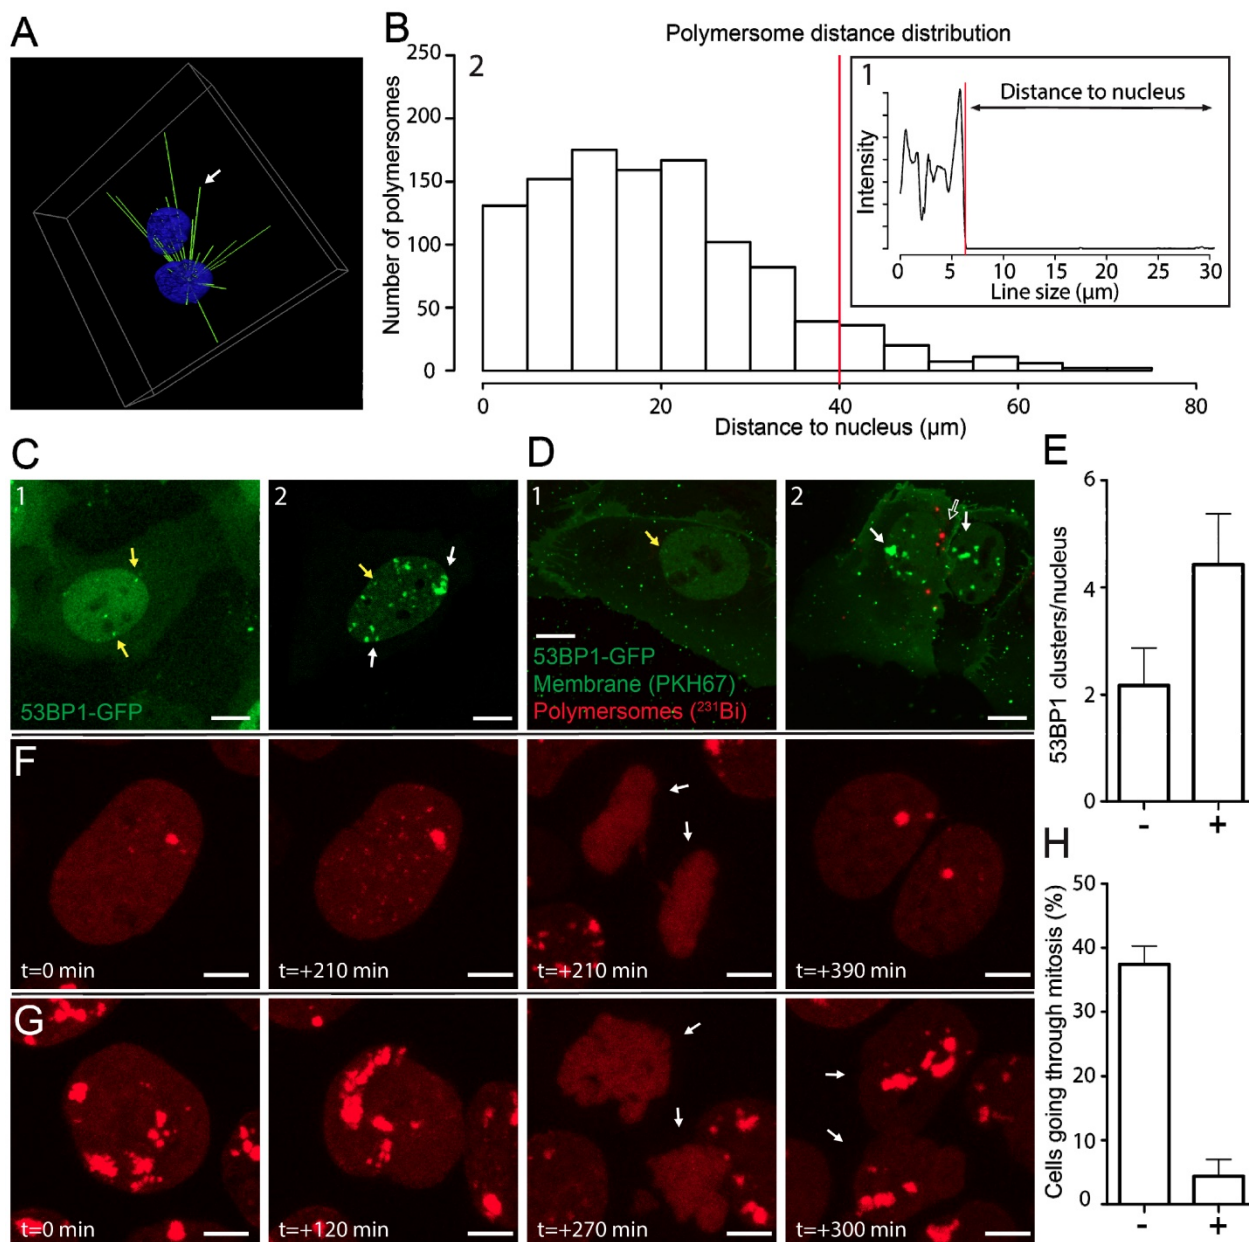 A
B
Polymersome distance distribution
2
Number of polymersomes
250
200
150
100
50
0
0
20
40
60
80
Distance to nucleus (µm)
1
Distance to nucleus
Intensity
0
5
10
15
20
25
30
Line size (µm)
C
1
53BP1-GFP
2
D
1
53BP1-GFP
Membrane (PKH67)
Polymersomes (²³¹Bi)
2
E
53BP1 clusters/nucleus
6
4
2
0
-
+
F
t=0 min
t=+210 min
t=+210 min
t=+390 min
G
t=0 min
t=+120 min
t=+270 min
t=+300 min
H
Cells going through mitosis (%)
50
40
30
20
10
0
-
+